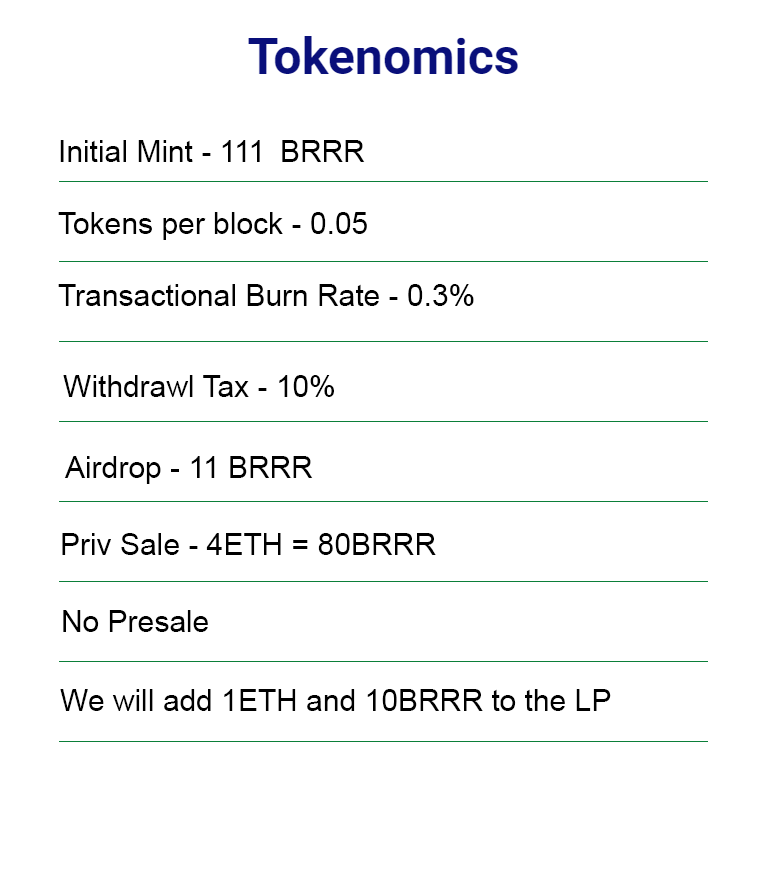 Tokenomics
Initial Mint - 111  BRRR
Tokens per block - 0.05
Transactional Burn Rate - 0.3%
Withdrawl Tax - 10%
Airdrop - 11 BRRR
Priv Sale - 4ETH = 80BRRR
No Presale
We will add 1ETH and 10BRRR to the LP